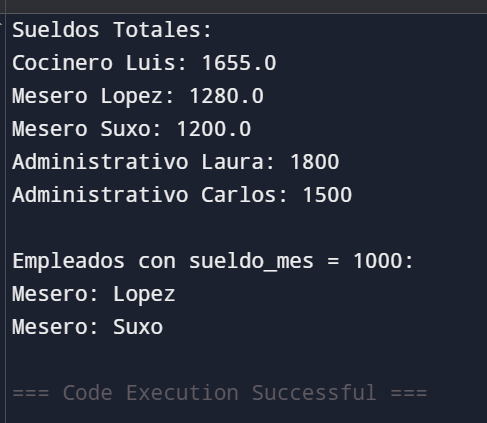 Sueldos Totales:
Cocinero Luis: 1655.0
Mesero Lopez: 1280.0
Mesero Suxo: 1200.0
Administrativo Laura: 1800
Administrativo Carlos: 1500
Empleados con sueldo_mes = 1000:
Mesero: Lopez
Mesero: Suxo
=== Code Execution Successful ===